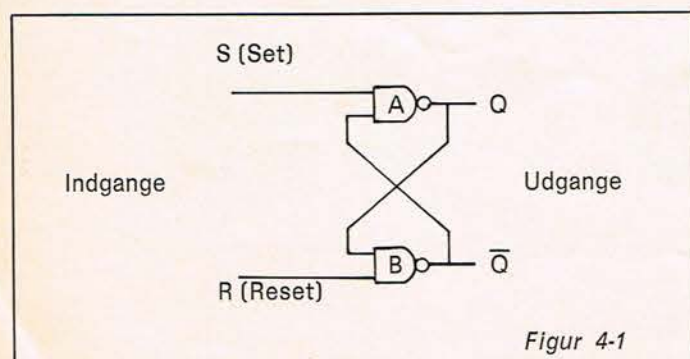 S (Set)
A
Q
Indgange
Udgange
B
Q̅
R (Reset)
Figur 4-1